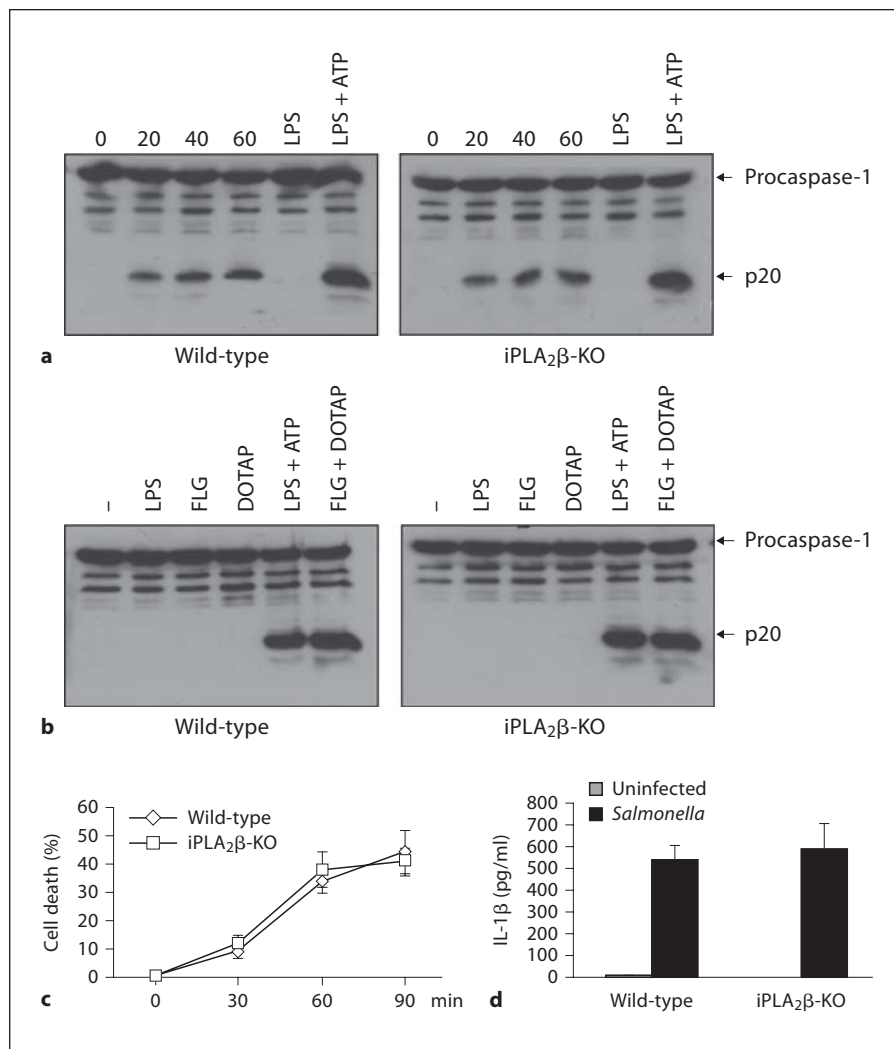 0 20 40 60 LPS LPS + ATP
0 20 40 60 LPS LPS + ATP
Procaspase-1
p20
a
Wild-type
iPLA₂β-KO
– LPS FLG DOTAP LPS + ATP FLG + DOTAP
– LPS FLG DOTAP LPS + ATP FLG + DOTAP
Procaspase-1
p20
b
Wild-type
iPLA₂β-KO
Cell death (%)
60
50
40
30
20
10
0
Wild-type
iPLA₂β-KO
0 30 60 90 min
c
Uninfected
Salmonella
IL-1β (pg/ml)
800
700
600
500
400
300
200
100
0
Wild-type iPLA₂β-KO
d